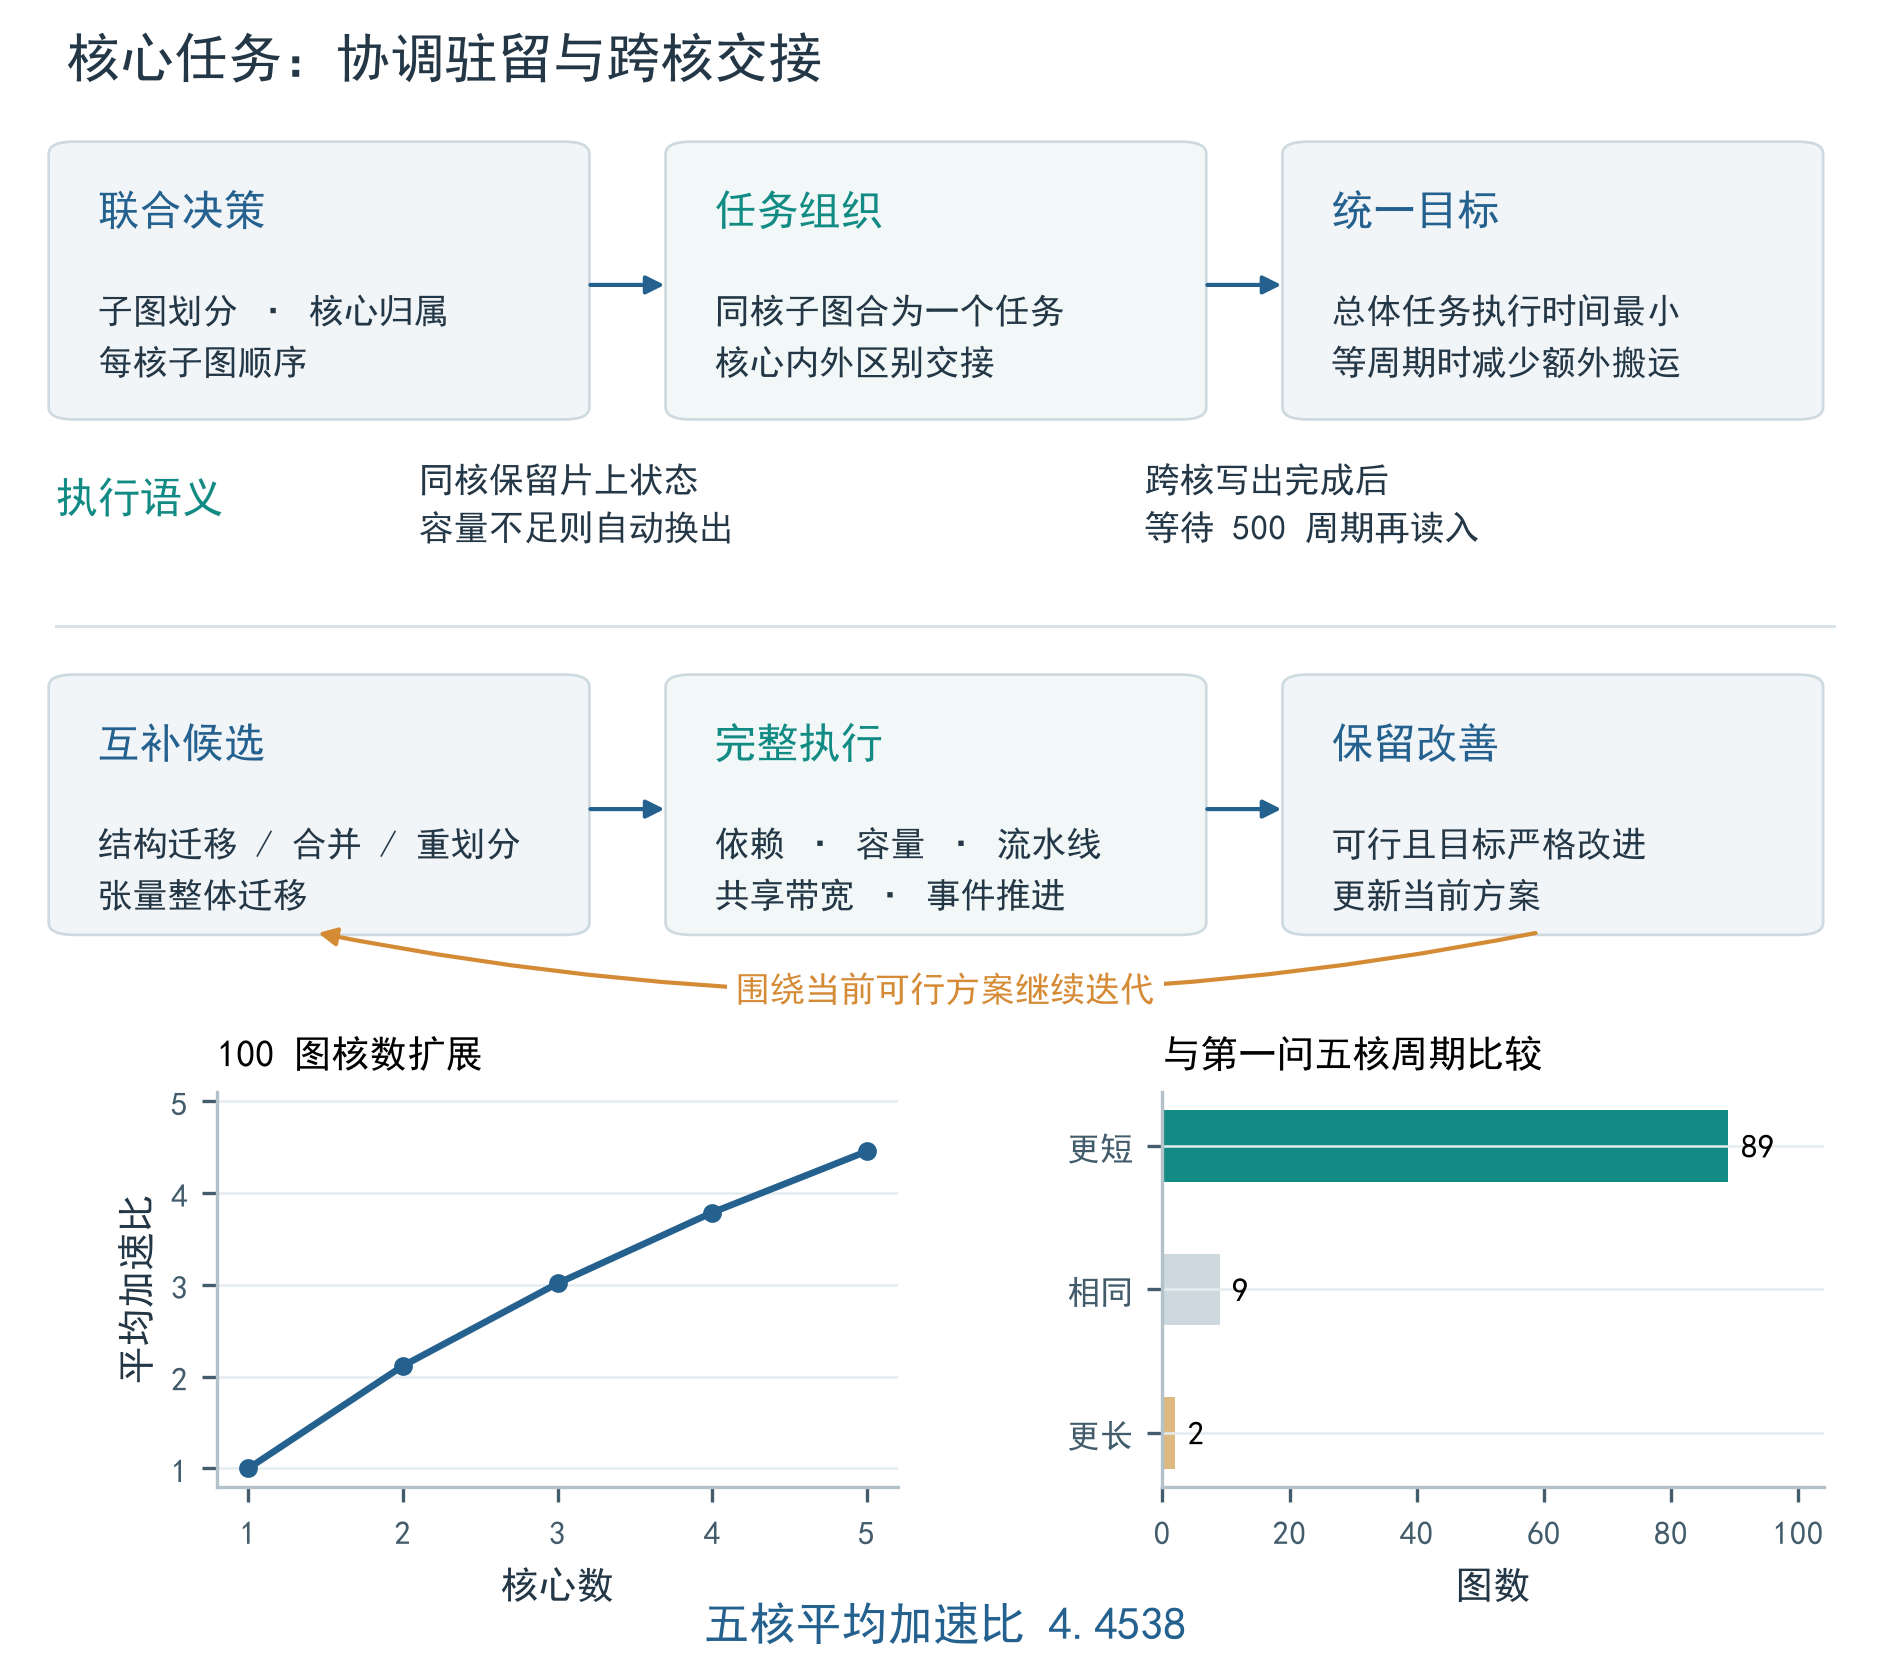 核心任务：协调驻留与跨核交接
联合决策
子图划分 · 核心归属
每核子图顺序
任务组织
同核子图合为一个任务
核心内外区别交接
统一目标
总体任务执行时间最小
等周期时减少额外搬运
执行语义
同核保留片上状态
容量不足则自动换出
跨核写出完成后
等待 500 周期再读入
互补候选
结构迁移 / 合并 / 重划分
张量整体迁移
完整执行
依赖 · 容量 · 流水线
共享带宽 · 事件推进
保留改善
可行且目标严格改进
更新当前方案
围绕当前可行方案继续迭代
100 图核数扩展
平均加速比
5
4
3
2
1
1 2 3 4 5
核心数
与第一问五核周期比较
更短 89
相同 9
更长 2
0 20 40 60 80 100
图数
五核平均加速比 4.4538